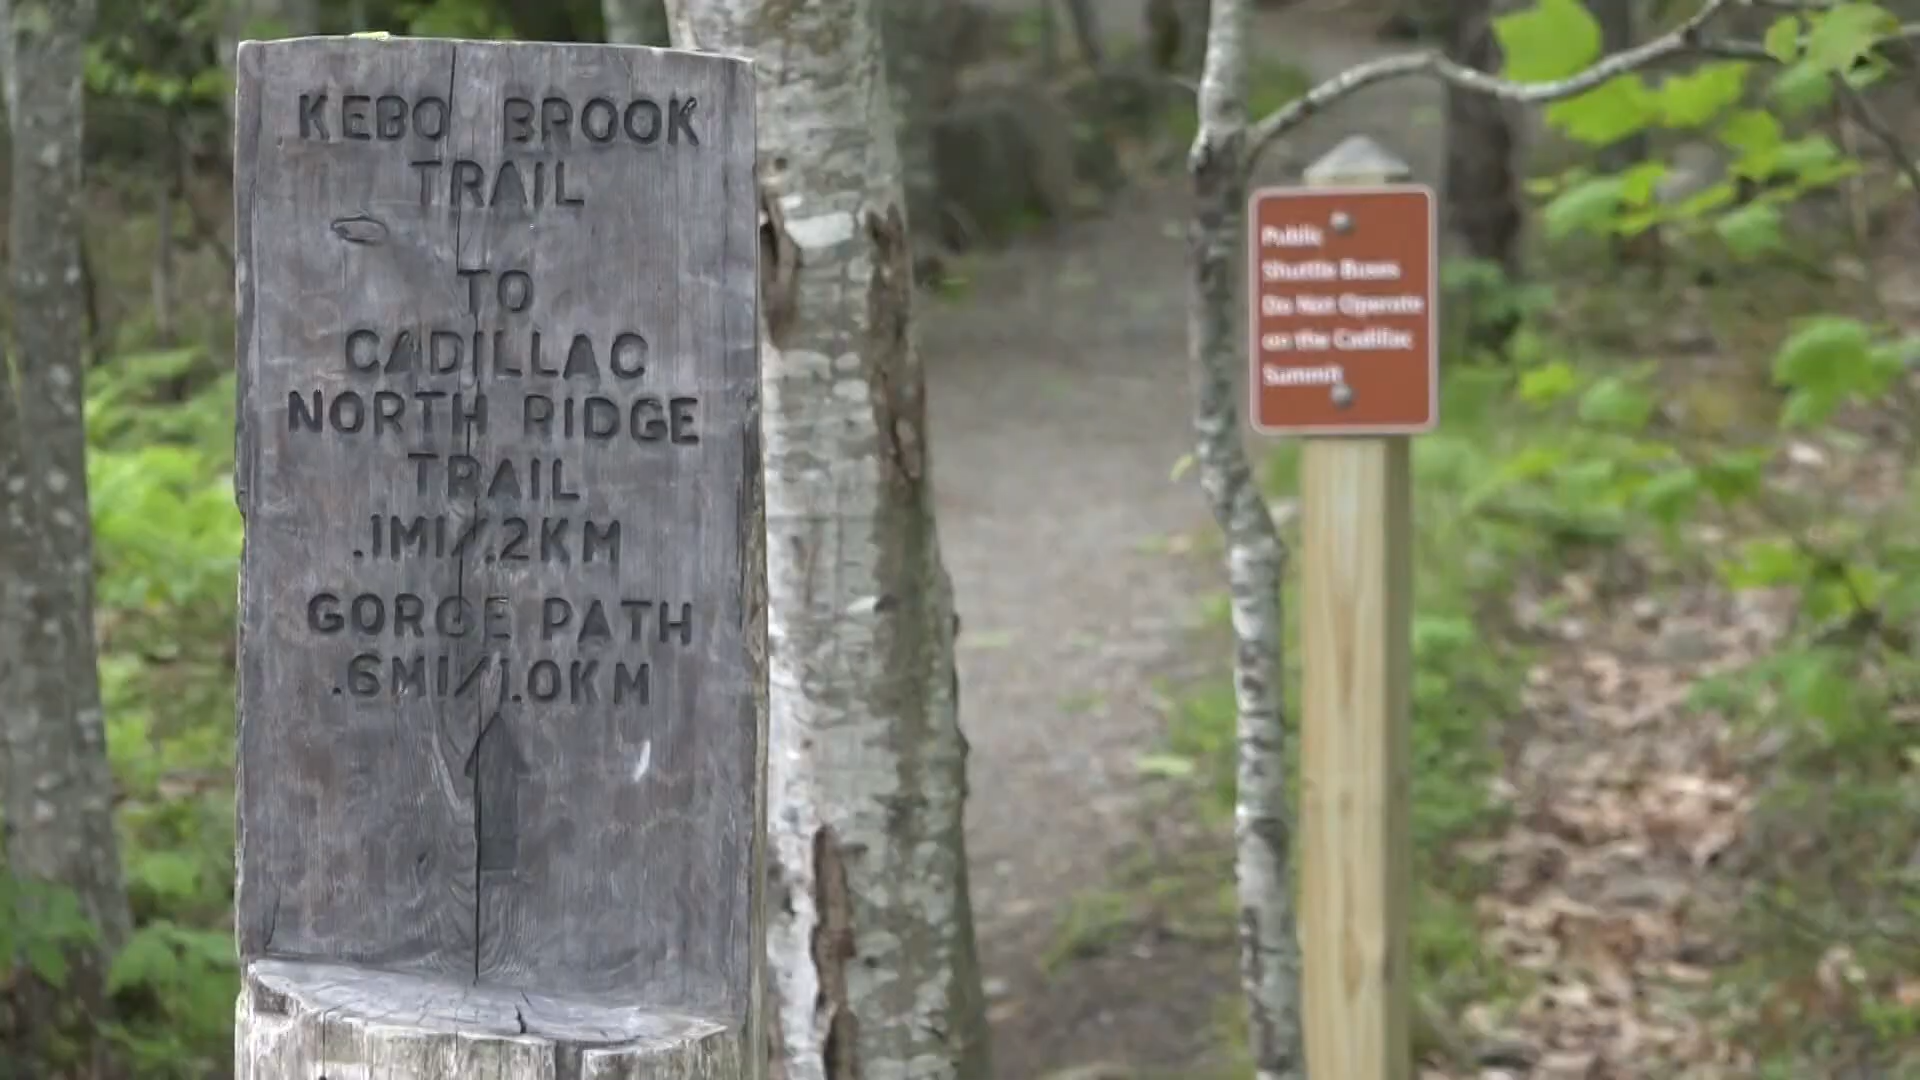 KEBO BROOK
TRAIL
TO
CADILLAC
NORTH RIDGE
TRAIL
.1MI/.2KM
GORGE PATH
.6MI/1.0KM
Public
Shuttle Buses
Do Not Operate
on the Cadillac
Summit